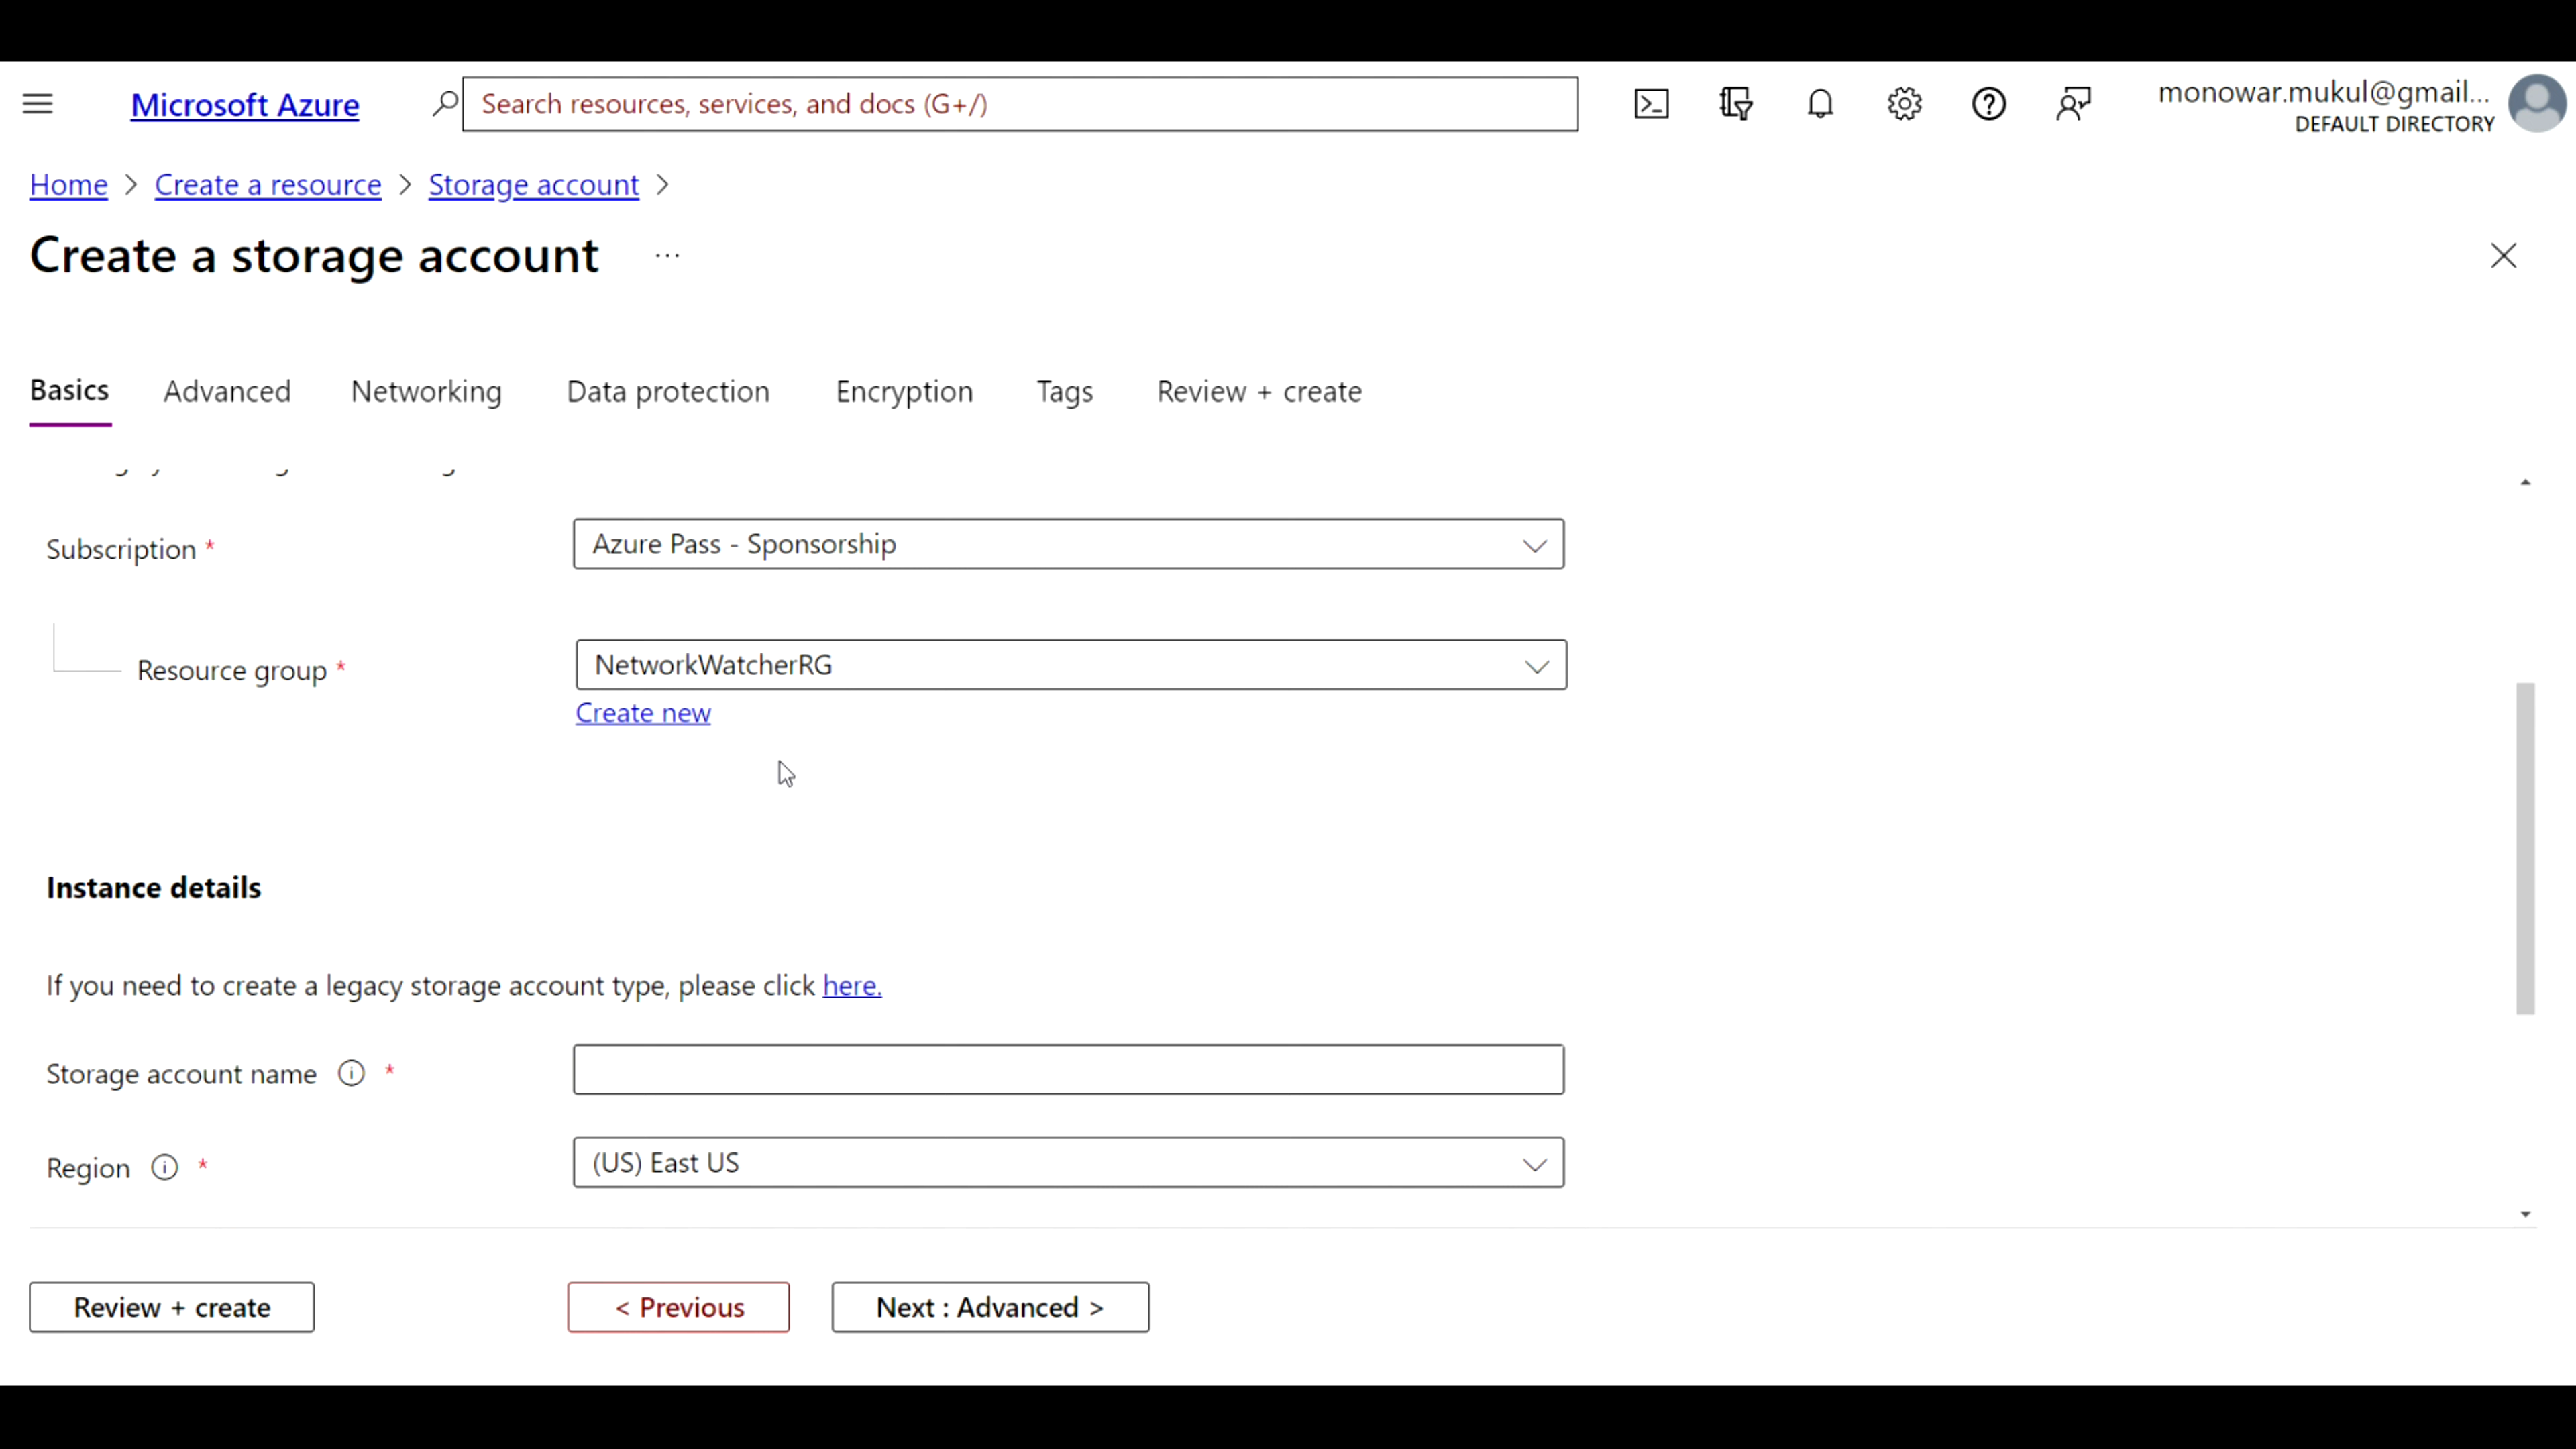 Microsoft Azure
Search resources, services, and docs (G+/)
monowar.mukul@gmail...
DEFAULT DIRECTORY
Home > Create a resource > Storage account >
Create a storage account ...
Basics Advanced Networking Data protection Encryption Tags Review + create
Subscription *
Azure Pass - Sponsorship
Resource group *
NetworkWatcherRG
Create new
Instance details
If you need to create a legacy storage account type, please click here.
Storage account name *
Region *
(US) East US
Review + create
< Previous
Next : Advanced >